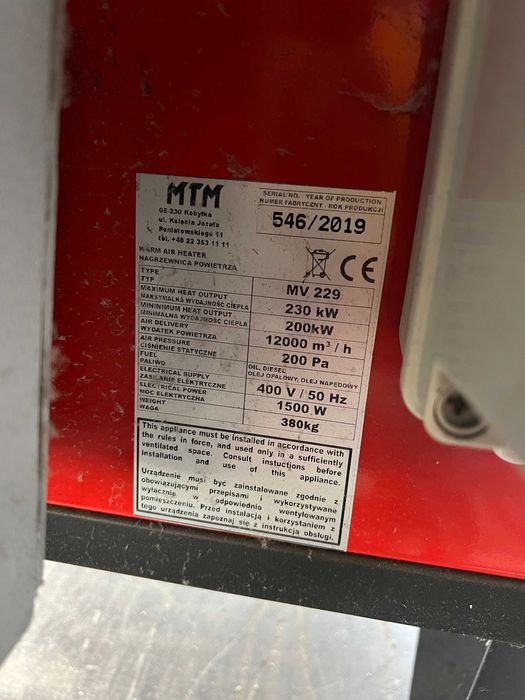 MTM
05-230 Kobyłka
ul. Księcia Józefa
Poniatowskiego 11
tel. +48 22 353 11 11
SERIAL NO. YEAR OF PRODUCTION
NUMER FABRYCZNY - ROK PRODUKCJI
546/2019
CE
WARM AIR HEATER
NAGRZEWNICA POWIETRZA
TYPE
TYP
MV 229
MAXIMUM HEAT OUTPUT
MAKSYMALNA WYDAJNOŚĆ CIEPŁA
230 kW
MININIMUM HEAT OUTPUT
MINIMALNA WYDAJNOŚĆ CIEPŁA
200kW
AIR DELIVERY
WYDATEK POWIETRZA
12000 m³ / h
AIR PRESSURE
CIŚNIENIE STATYCZNE
200 Pa
FUEL
PALIWO
OIL, DIESEL
OLEJ OPAŁOWY, OLEJ NAPĘDOWY
ELECTRICAL SUPPLY
ZASILANIE ELEKTRYCZNE
400 V / 50 Hz
ELECTRICAL POWER
MOC ELEKTRYCZNA
1500 W
WEIGHT
WAGA
380kg
This appliance must be installed in accordance with
the rules in force, and used only in a sufficiently
ventilated space. Consult instuctions before
installation and use of this appliance.
Urządzenie musi być zainstalowane zgodnie z
obowiązującymi przepisami i wykorzystywane
wyłącznie w odpowiednio wentylowanym
pomieszczeniu. Przed instalacją i korzystaniem z
tego urządzenia zapoznaj się z instrukcją obsługi.